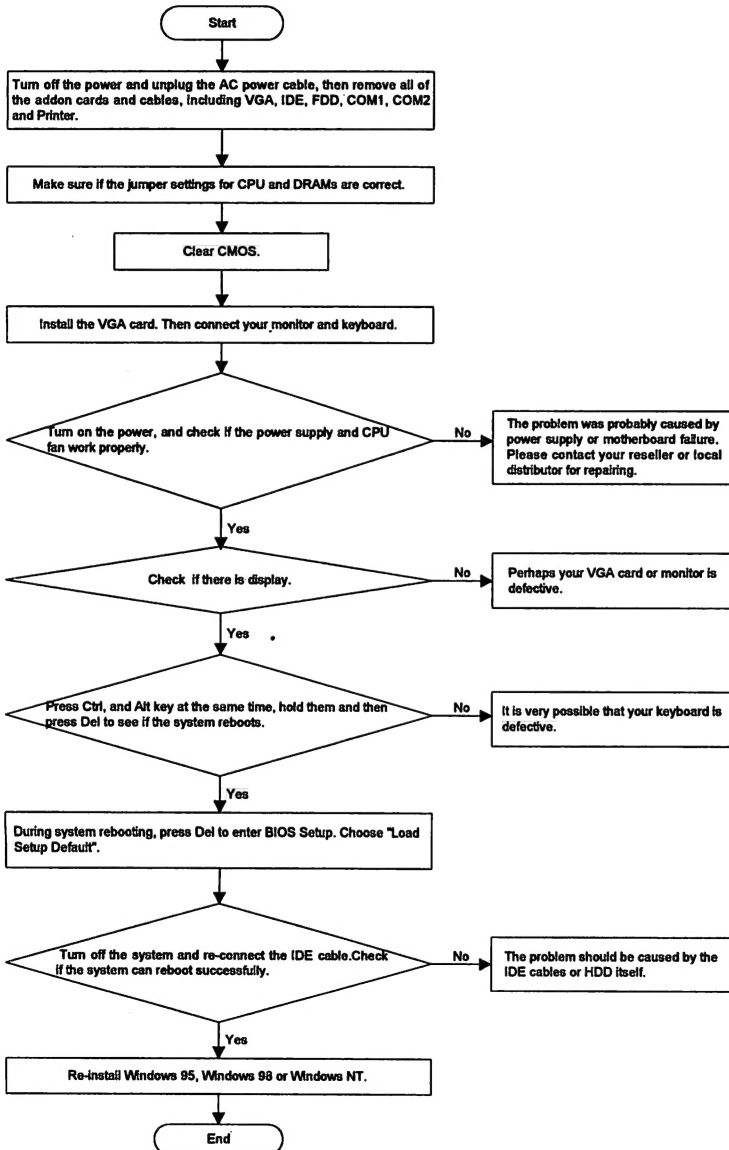 Start
Turn off the power and unplug the AC power cable, then remove all of
the addon cards and cables, including VGA, IDE, FDD, COM1, COM2
and Printer.
Make sure if the jumper settings for CPU and DRAMs are correct.
Clear CMOS.
Install the VGA card. Then connect your monitor and keyboard.
Turn on the power, and check if the power supply and CPU
fan work properly.
No
The problem was probably caused by
power supply or motherboard failure.
Please contact your reseller or local
distributor for repairing.
Yes
Check if there is display.
No
Perhaps your VGA card or monitor is
defective.
Yes
Press Ctrl, and Alt key at the same time, hold them and then
press Del to see if the system reboots.
No
It is very possible that your keyboard is
defective.
Yes
During system rebooting, press Del to enter BIOS Setup. Choose "Load
Setup Default".
Turn off the system and re-connect the IDE cable.Check
if the system can reboot successfully.
No
The problem should be caused by the
IDE cables or HDD itself.
Yes
Re-install Windows 95, Windows 98 or Windows NT.
End